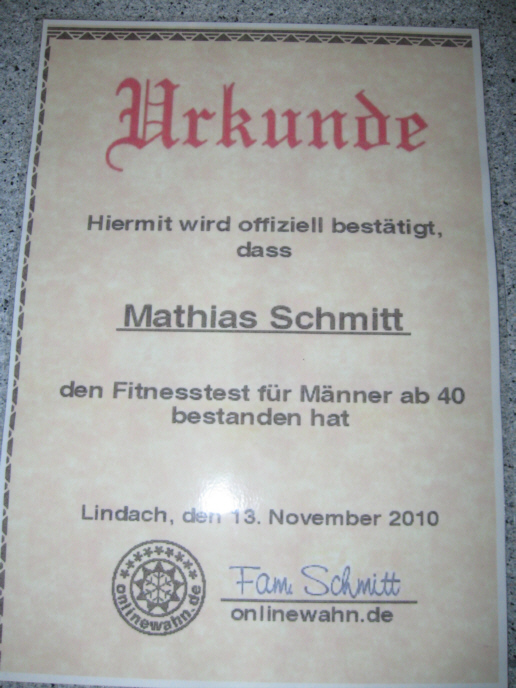 Urkunde
Hiermit wird offiziell bestätigt,
dass
Mathias Schmitt
den Fitnesstest für Männer ab 40
bestanden hat
Lindach, den 13. November 2010
Fam. Schmitt
onlinewahn.de
onlinewahn.de